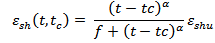 ε_sh(t,t_c) = (t − tc)^α / (f + (t − tc)^α) ε_shu